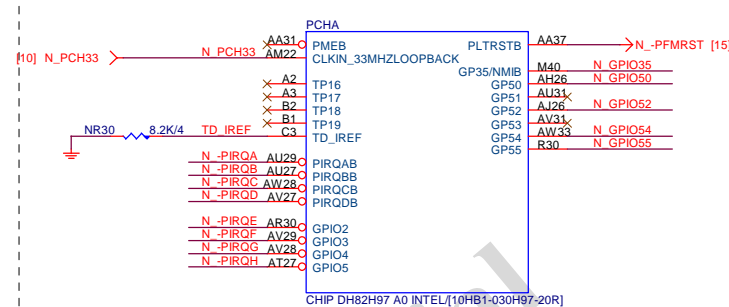 PCHA
AA31 PMEB PLTRSTB AA37 N_-PFMRST [15]
[10] N_PCH33 N_PCH33 AM22 CLKIN_33MHZLOOPBACK
GP35/NMIB M40 N_GPIO35
A2 TP16 GP50 AH26 N_GPIO50
A3 TP17 GP51 AU31
B2 TP18 GP52 AJ26 N_GPIO52
B1 TP19 GP53 AV31
NR30 8.2K/4 TD_IREF C3 TD_IREF GP54 AW33 N_GPIO54
GP55 R30 N_GPIO55
N_-PIRQA AU29 PIRQAB
N_-PIRQB AU27 PIRQBB
N_-PIRQC AW28 PIRQCB
N_-PIRQD AV27 PIRQDB
N_-PIRQE AR30 GPIO2
N_-PIRQF AV29 GPIO3
N_-PIRQG AV28 GPIO4
N_-PIRQH AT27 GPIO5
CHIP DH82H97 A0 INTEL/[10HB1-030H97-20R]